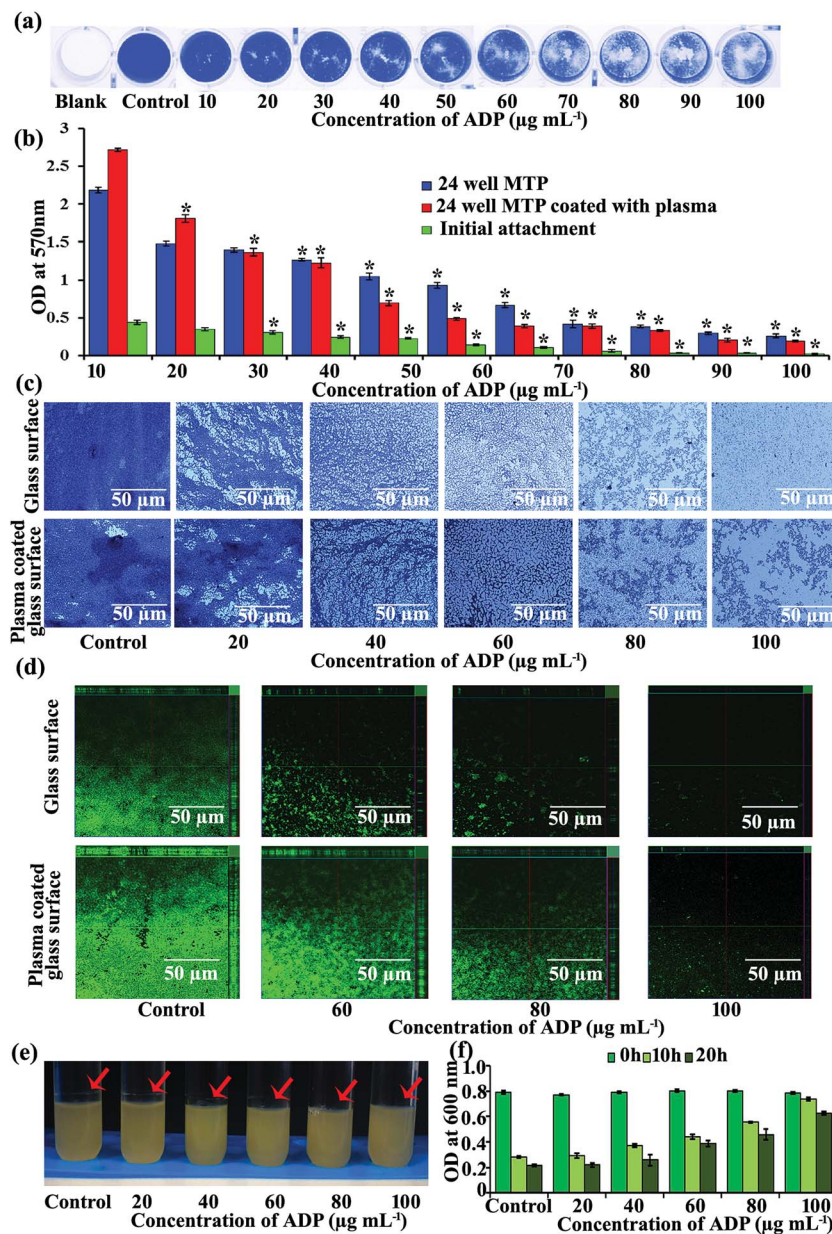 (a)
Blank Control 10 20 30 40 50 60 70 80 90 100
Concentration of ADP (µg mL-1)
(b)
3
2.5
2
1.5
1
0.5
0
OD at 570nm
24 well MTP
24 well MTP coated with plasma
Initial attachment
*
* * *
* * *
* * *
* * *
* * *
* * *
* * *
* * *
* * *
10 20 30 40 50 60 70 80 90 100
Concentration of ADP (µg mL-1)
(c)
Glass surface
50 µm 50 µm 50 µm 50 µm 50 µm 50 µm
Plasma coated
glass surface
50 µm 50 µm 50 µm 50 µm 50 µm 50 µm
Control 20 40 60 80 100
Concentration of ADP (µg mL-1)
(d)
Glass surface
50 µm 50 µm 50 µm 50 µm
Plasma coated
glass surface
50 µm 50 µm 50 µm 50 µm
Control 60 80 100
Concentration of ADP (µg mL-1)
(e)
Control 20 40 60 80 100
Concentration of ADP (µg mL-1)
(f)
0h 10h 20h
OD at 600 nm
1.0
0.8
0.6
0.4
0.2
0
Control 20 40 60 80 100
Concentration of ADP (µg mL-1)